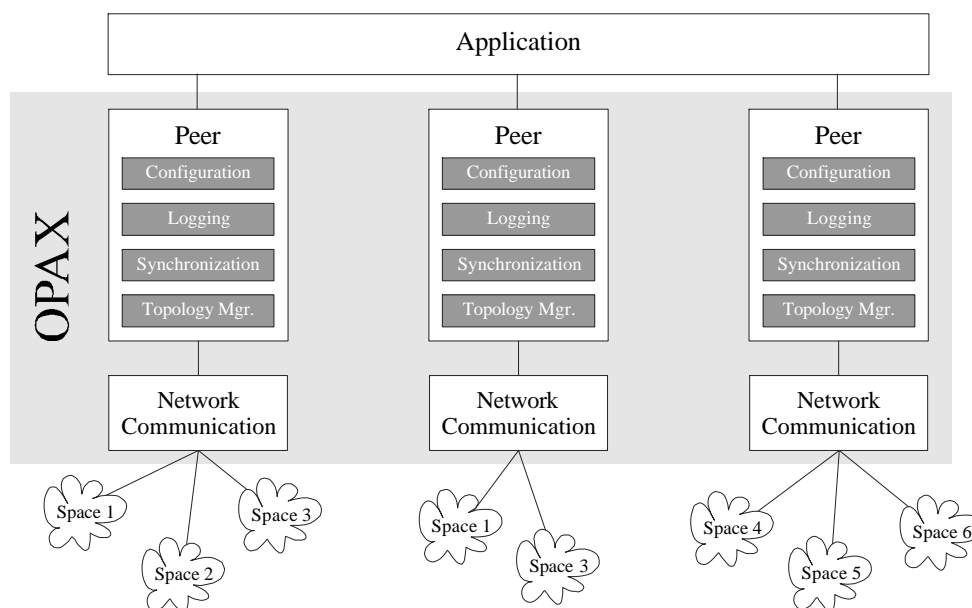 Application
OPAX
Peer
Configuration
Logging
Synchronization
Topology Mgr.
Network
Communication
Space 1
Space 2
Space 3
Peer
Configuration
Logging
Synchronization
Topology Mgr.
Network
Communication
Space 1
Space 3
Peer
Configuration
Logging
Synchronization
Topology Mgr.
Network
Communication
Space 4
Space 5
Space 6